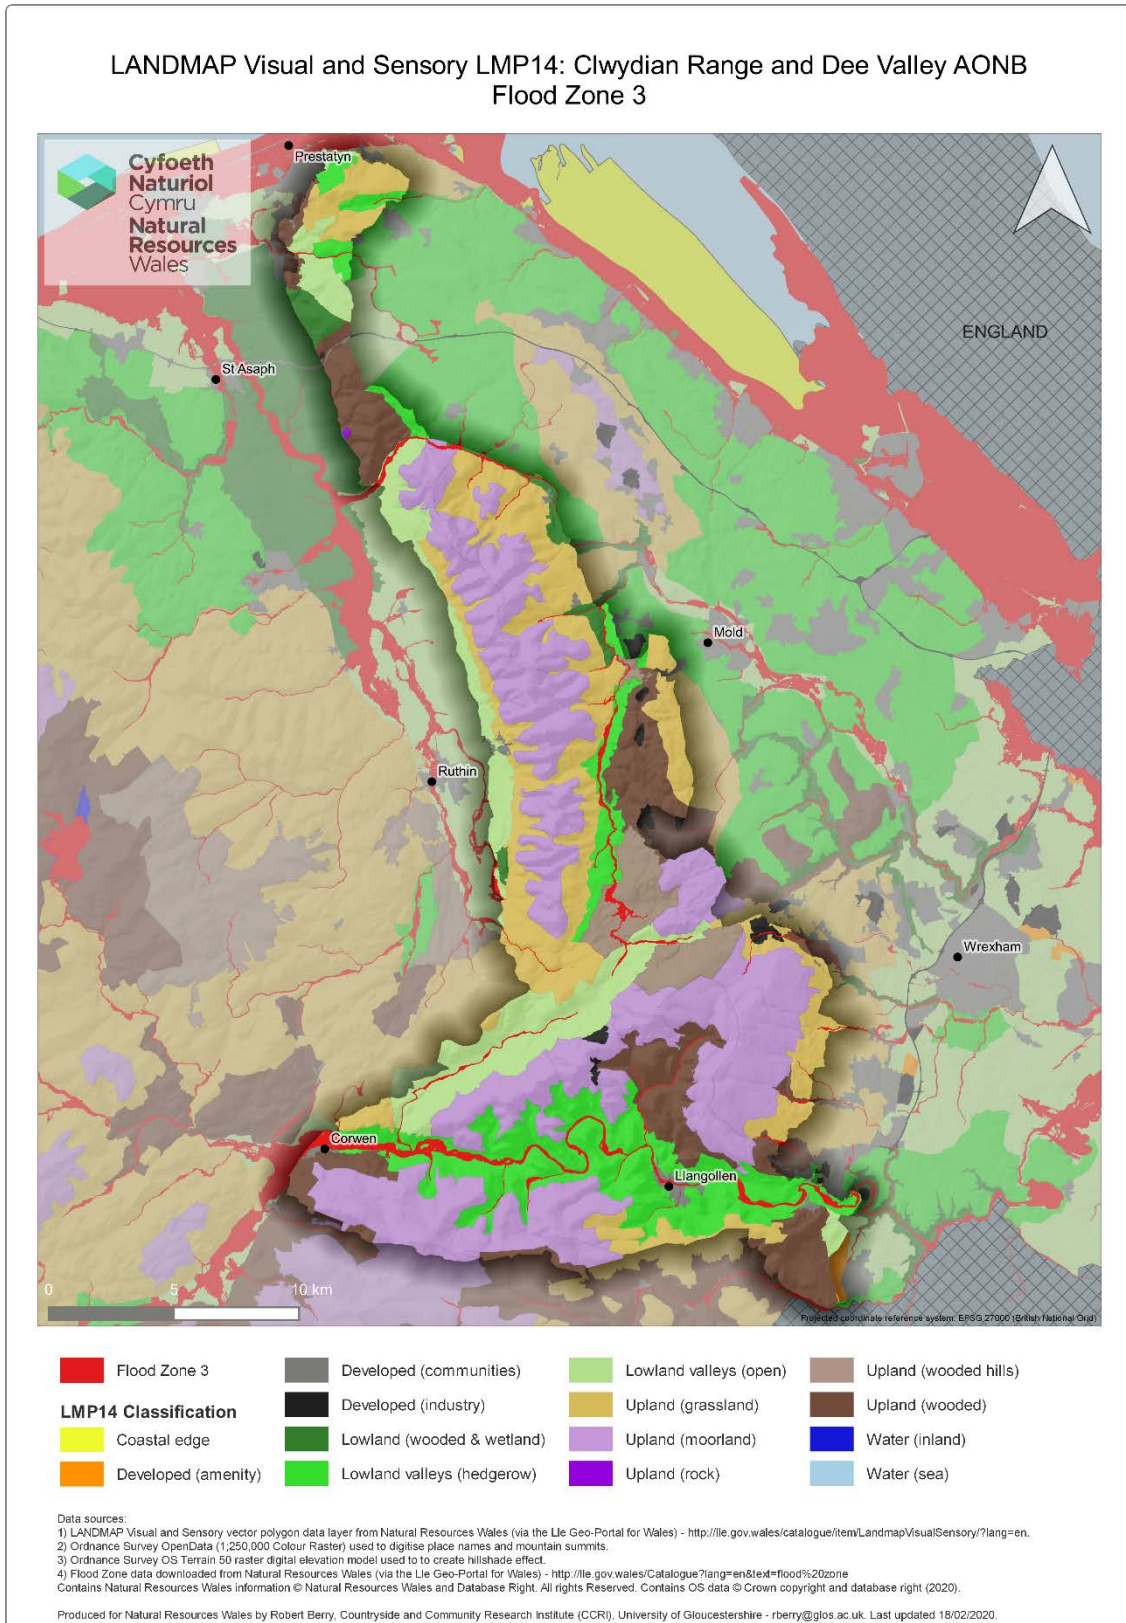 LANDMAP Visual and Sensory LMP14: Clwydian Range and Dee Valley AONB
Flood Zone 3
Cyfoeth
Naturiol
Cymru
Natural
Resources
Wales
Prestatyn
ENGLAND
St Asaph
Mold
Ruthin
Wrexham
Corwen
Llangollen
0 5 10 km
Projected coordinate reference system: EPSG 27000 (British National Grid)
Flood Zone 3
LMP14 Classification
Coastal edge
Developed (amenity)
Developed (communities)
Developed (industry)
Lowland (wooded & wetland)
Lowland valleys (hedgerow)
Lowland valleys (open)
Upland (grassland)
Upland (moorland)
Upland (rock)
Upland (wooded hills)
Upland (wooded)
Water (inland)
Water (sea)
Data sources:
1) LANDMAP Visual and Sensory vector polygon data layer from Natural Resources Wales (via the Lle Geo-Portal for Wales) - http://lle.gov.wales/catalogue/item/LandmapVisualSensory/?lang=en.
2) Ordnance Survey OpenData (1;250,000 Colour Raster) used to digitise place names and mountain summits.
3) Ordnance Survey OS Terrain 50 raster digital elevation model used to to create hillshade effect.
4) Flood Zone data downloaded from Natural Resources Wales (via the Lle Geo-Portal for Wales) - http://lle.gov.wales/Catalogue?lang=en&text=flood%20zone
Contains Natural Resources Wales information © Natural Resources Wales and Database Right. All rights Reserved. Contains OS data © Crown copyright and database right (2020).
Produced for Natural Resources Wales by Robert Berry, Countryside and Community Research Institute (CCRI), University of Gloucestershire - rberry@glos.ac.uk. Last updated 18/02/2020.